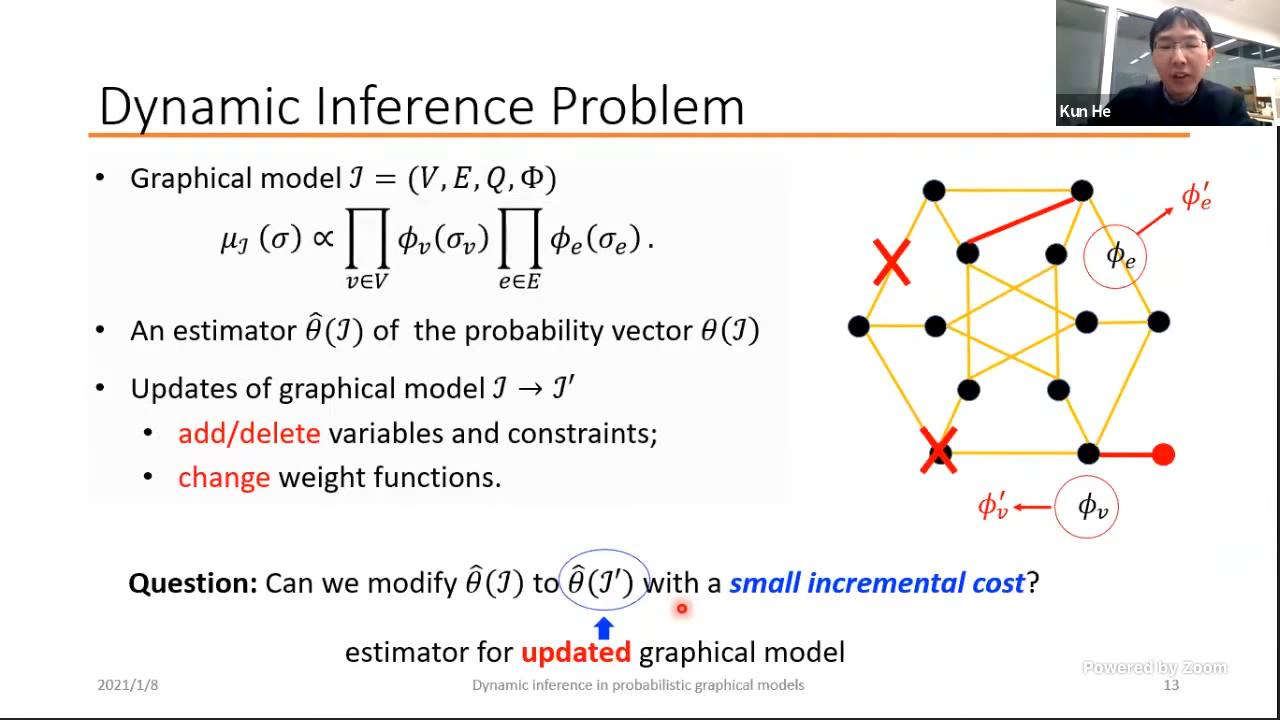 Kun He
Dynamic Inference Problem
• Graphical model ℐ = (V, E, Q, Φ)
μ_ℐ (σ) ∝ ∏_{v∈V} ϕ_v(σ_v) ∏_{e∈E} ϕ_e(σ_e) .
• An estimator θ̂(ℐ) of the probability vector θ(ℐ)
• Updates of graphical model ℐ → ℐ′
• add/delete variables and constraints;
• change weight functions.
ϕ′_e
ϕ_e
ϕ′_v
ϕ_v
Question: Can we modify θ̂(ℐ) to θ̂(ℐ′) with a small incremental cost?
estimator for updated graphical model
Powered by Zoom
2021/1/8
Dynamic inference in probabilistic graphical models
13